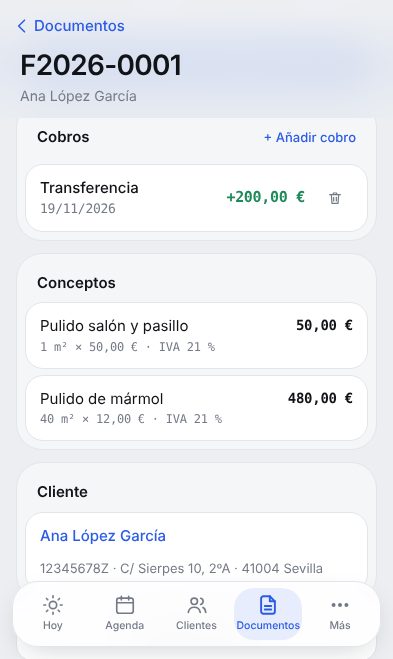 Documentos
F2026-0001
Ana López García
Cobros
+ Añadir cobro
Transferencia
+200,00 €
19/11/2026
Conceptos
Pulido salón y pasillo
50,00 €
1 m² × 50,00 € · IVA 21 %
Pulido de mármol
480,00 €
40 m² × 12,00 € · IVA 21 %
Cliente
Ana López García
12345678Z · C/ Sierpes 10, 2ºA · 41004 Sevilla
Hoy
Agenda
Clientes
Documentos
Más